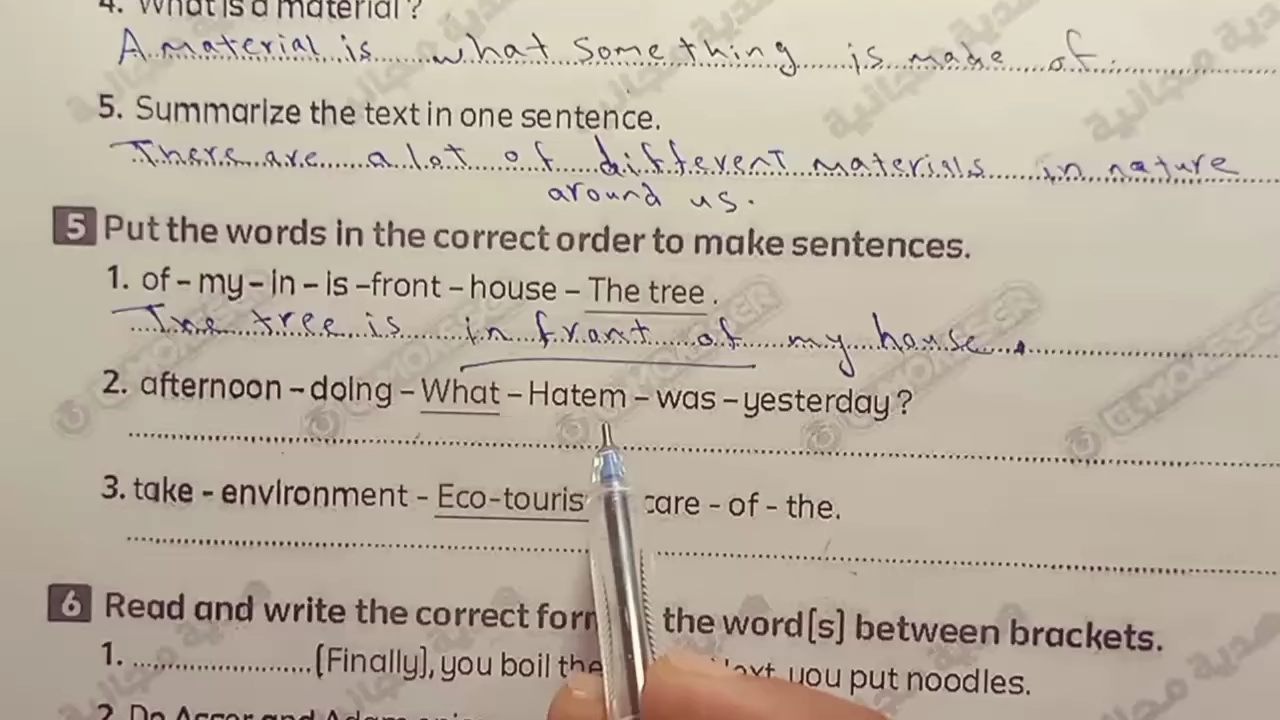 4. What is a material?
A material is what something is made of.
5. Summarize the text in one sentence.
There are a lot of different materials in nature
around us.
5 Put the words in the correct order to make sentences.
1. of – my – in – is – front – house – The tree .
The tree is in front of my house .
2. afternoon – doing – What – Hatem – was – yesterday ?
3. take - environment - Eco-touris care - of - the.
6 Read and write the correct for the word(s) between brackets.
1. ......................(Finally), you boil the you put noodles.